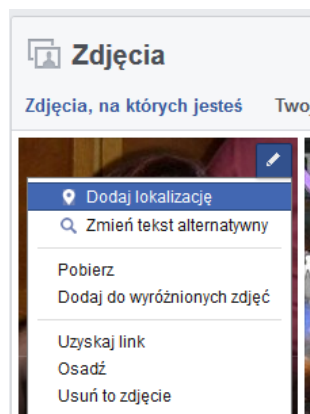 Zdjęcia
Zdjęcia, na których jesteś Twoj
Dodaj lokalizację
Zmień tekst alternatywny
Pobierz
Dodaj do wyróżnionych zdjęć
Uzyskaj link
Osadź
Usuń to zdjęcie